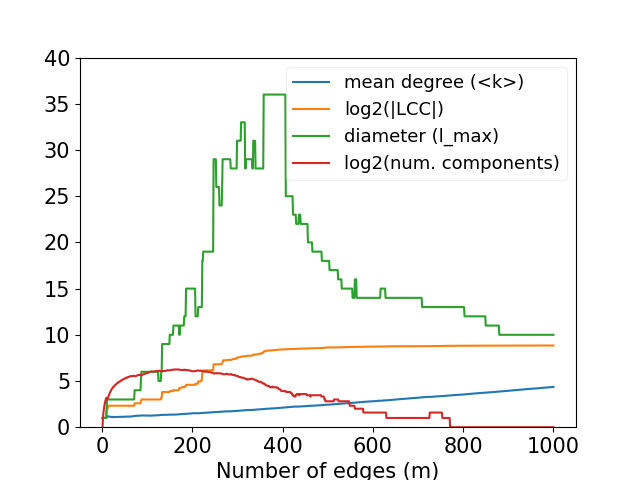 40
35
30
25
20
15
10
5
0
mean degree (<k>)
log2(|LCC|)
diameter (l_max)
log2(num. components)
0 200 400 600 800 1000
Number of edges (m)